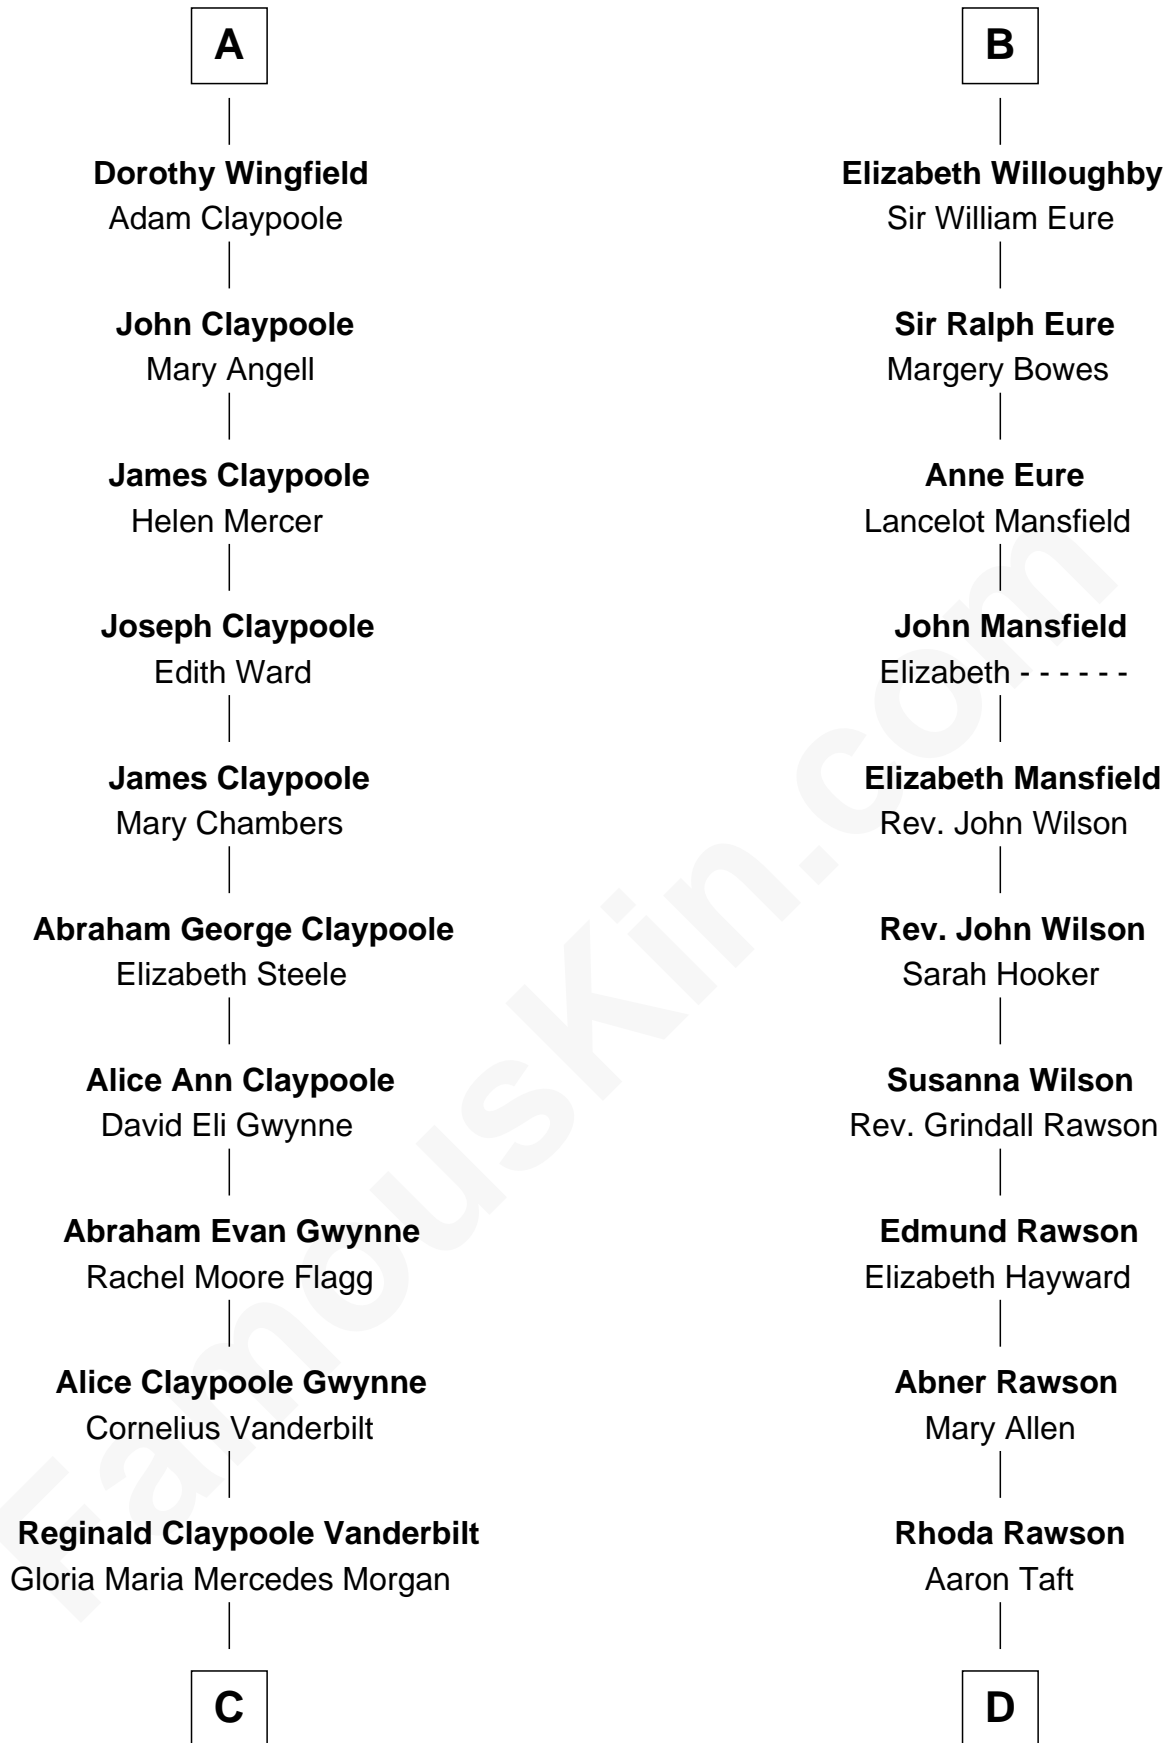 A
Dorothy Wingfield
Adam Claypoole
John Claypoole
Mary Angell
James Claypoole
Helen Mercer
Joseph Claypoole
Edith Ward
James Claypoole
Mary Chambers
Abraham George Claypoole
Elizabeth Steele
Alice Ann Claypoole
David Eli Gwynne
Abraham Evan Gwynne
Rachel Moore Flagg
Alice Claypoole Gwynne
Cornelius Vanderbilt
Reginald Claypoole Vanderbilt
Gloria Maria Mercedes Morgan
C
B
Elizabeth Willoughby
Sir William Eure
Sir Ralph Eure
Margery Bowes
Anne Eure
Lancelot Mansfield
John Mansfield
Elizabeth - - - - - -
Elizabeth Mansfield
Rev. John Wilson
Rev. John Wilson
Sarah Hooker
Susanna Wilson
Rev. Grindall Rawson
Edmund Rawson
Elizabeth Hayward
Abner Rawson
Mary Allen
Rhoda Rawson
Aaron Taft
D
FamousKin.com